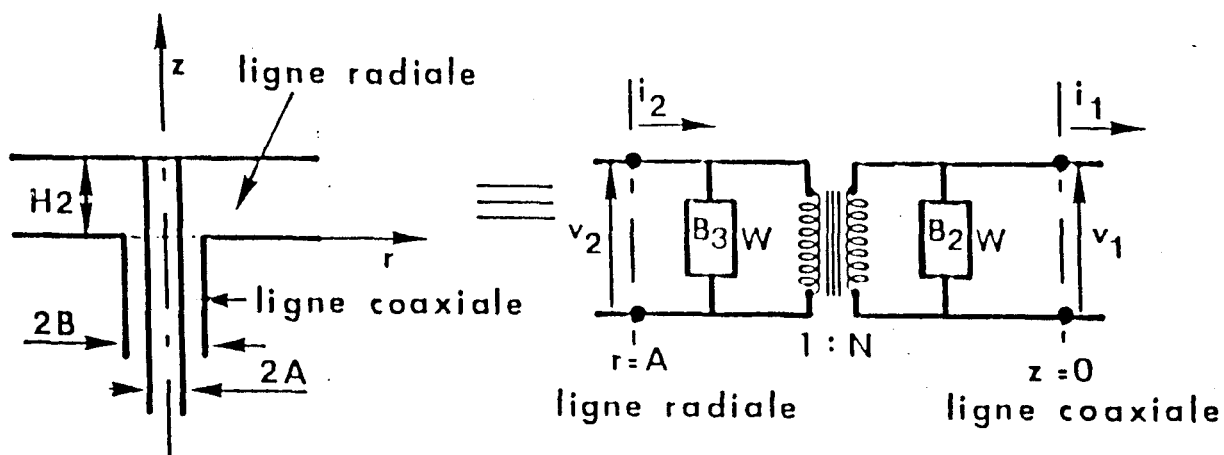 z
ligne radiale
H2
r
ligne coaxiale
2B
2A
i2
i1
v2
B3 W
B2 W
v1
1 : N
r=A
z=0
ligne radiale
ligne coaxiale